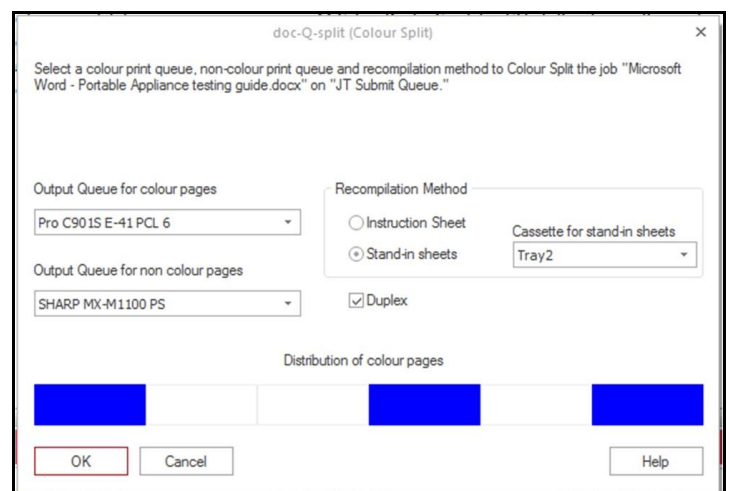 doc-Q-split (Colour Split)
Select a colour print queue, non-colour print queue and recompilation method to Colour Split the job "Microsoft
Word - Portable Appliance testing guide.docx" on "JT Submit Queue."
Output Queue for colour pages
Pro C901S E-41 PCL 6
Output Queue for non colour pages
SHARP MX-M1100 PS
Recompilation Method
Instruction Sheet
Stand-in sheets
Cassette for stand-in sheets
Tray2
Duplex
Distribution of colour pages
OK
Cancel
Help